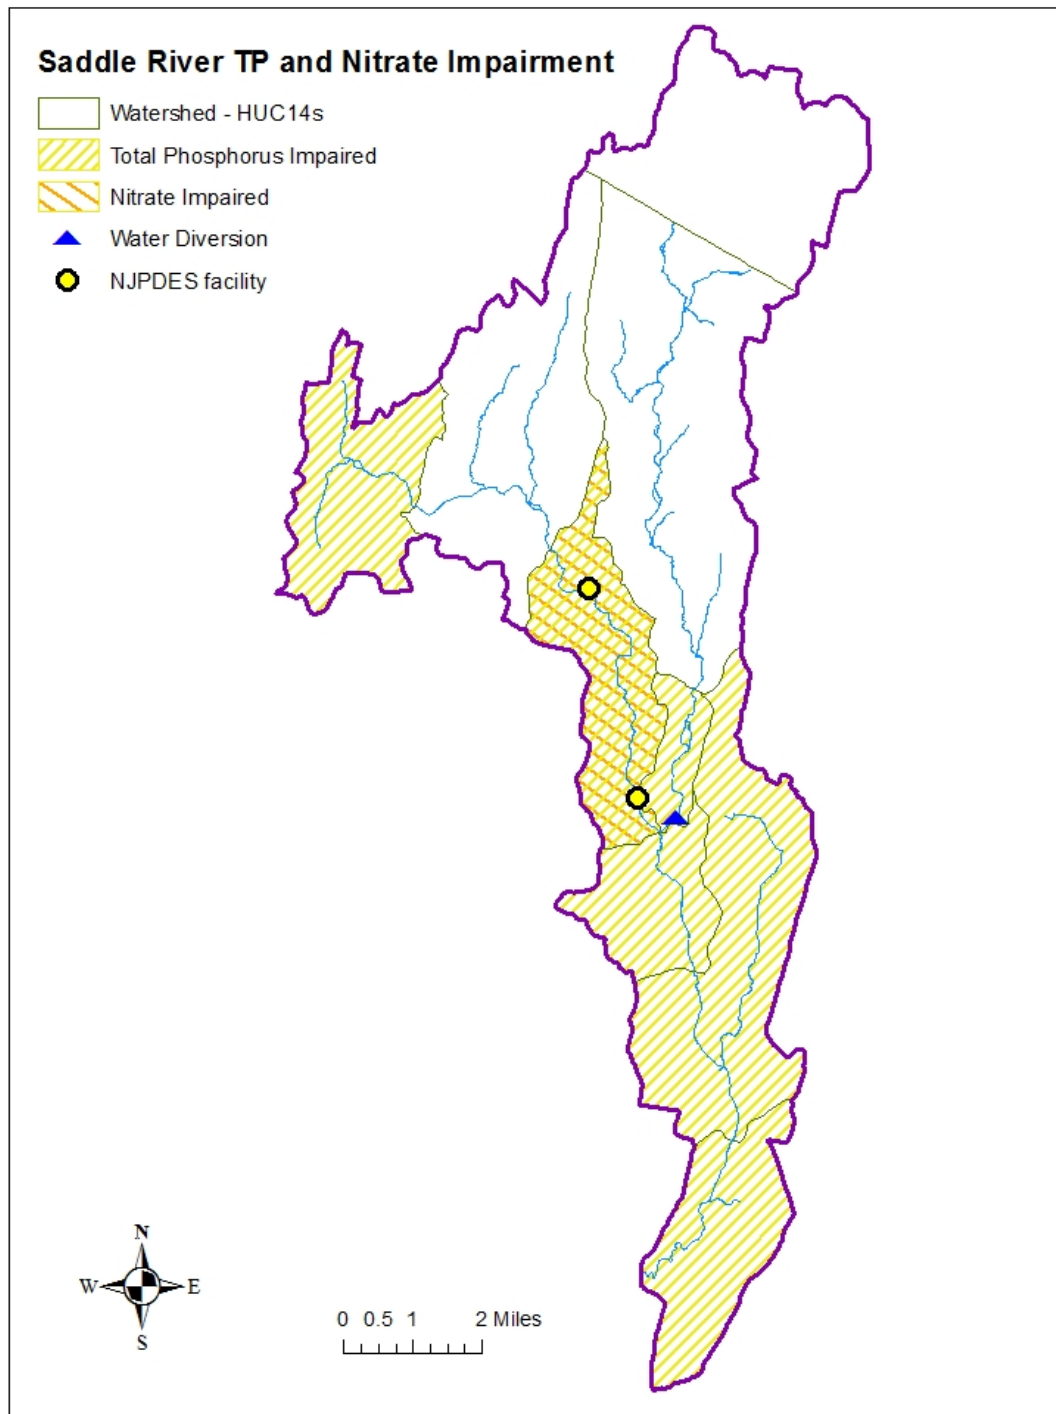 Saddle River TP and Nitrate Impairment
Watershed - HUC14s
Total Phosphorus Impaired
Nitrate Impaired
Water Diversion
NJPDES facility
N
W E
S
0 0.5 1 2 Miles